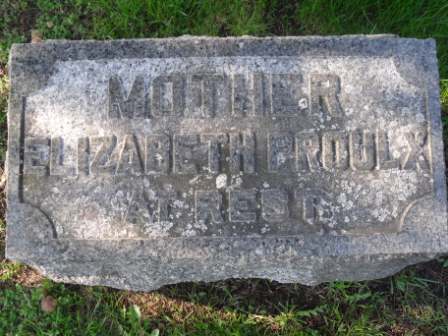 MOTHER
ELIZABETH PROULX
AT REST